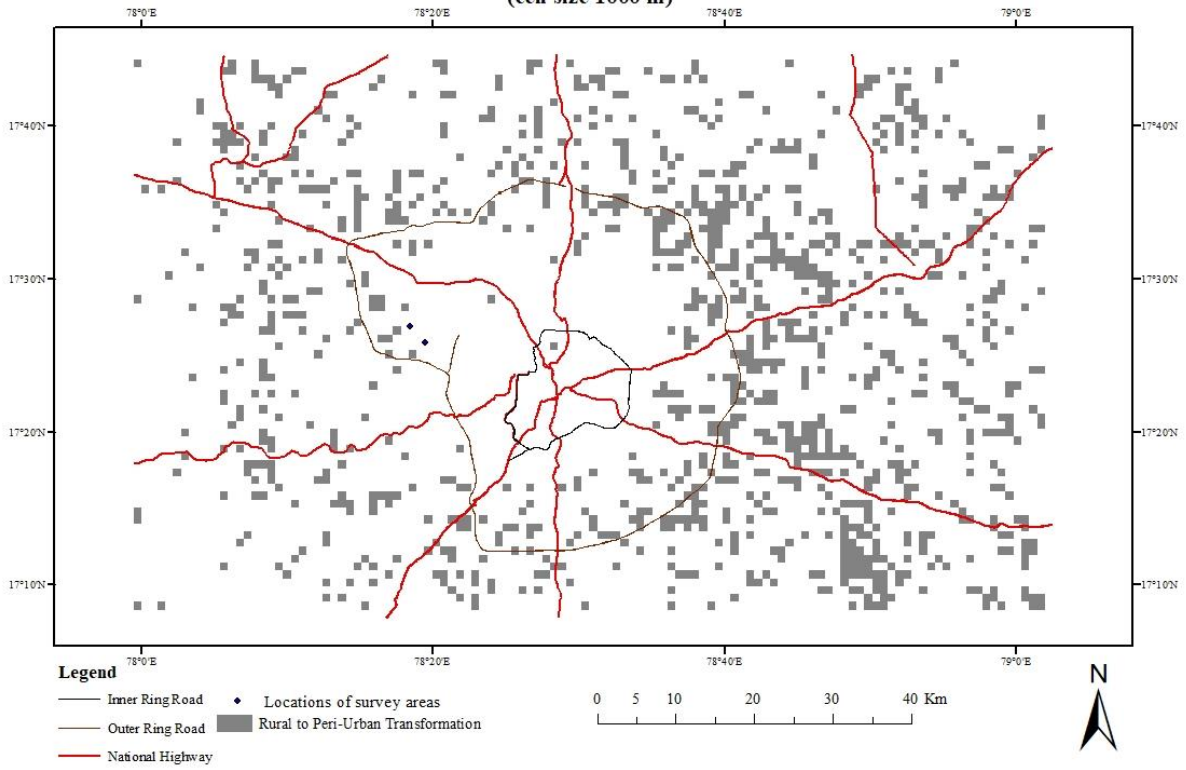 (cell size 1000 m)
78°0'E 78°20'E 78°40'E 79°0'E
17°40'N 17°40'N
17°30'N 17°30'N
17°20'N 17°20'N
17°10'N 17°10'N
78°0'E 78°20'E 78°40'E 79°0'E
Legend
Inner Ring Road Locations of survey areas
Outer Ring Road Rural to Peri-Urban Transformation
National Highway
0 5 10 20 30 40 Km
N